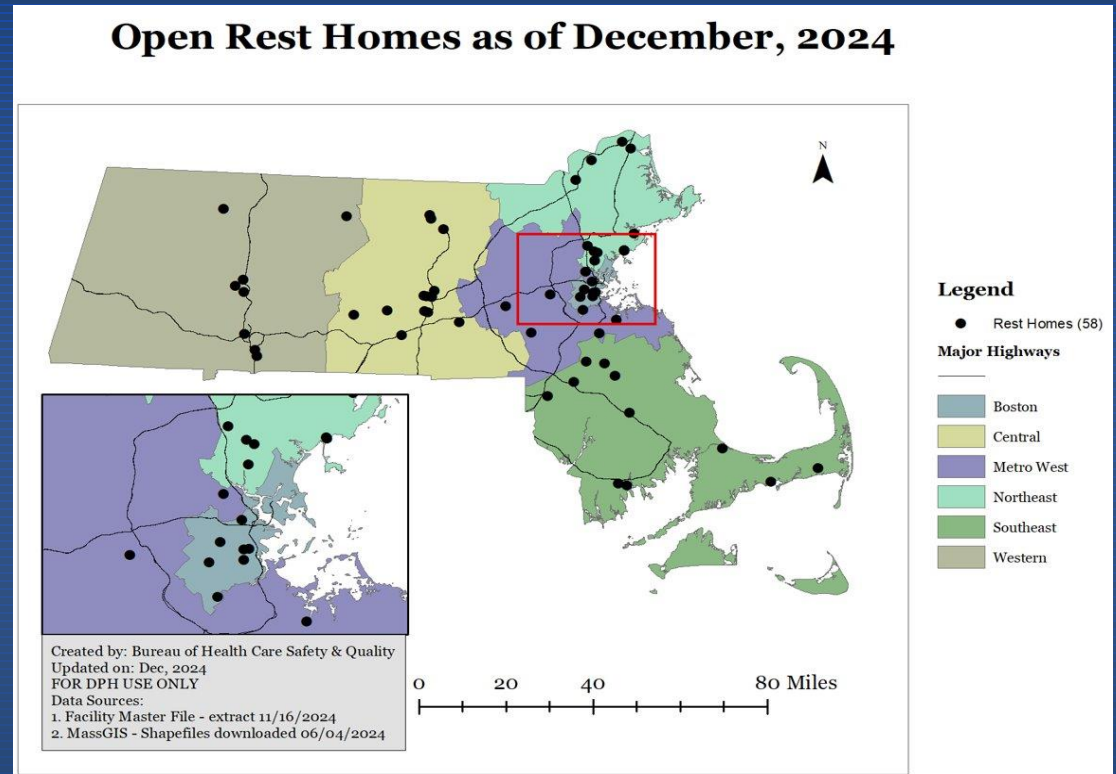 Open Rest Homes as of December, 2024
N
Legend
Rest Homes (58)
Major Highways
Boston
Central
Metro West
Northeast
Southeast
Western
Created by: Bureau of Health Care Safety & Quality
Updated on: Dec, 2024
FOR DPH USE ONLY
Data Sources:
1. Facility Master File - extract 11/16/2024
2. MassGIS - Shapefiles downloaded 06/04/2024
0 20 40 80 Miles